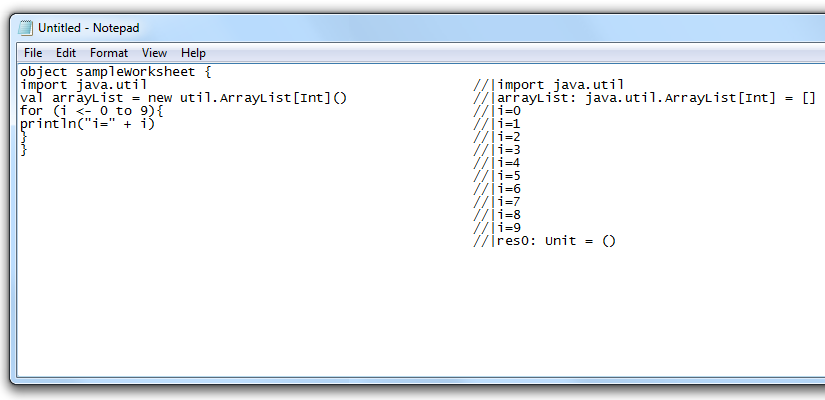 Untitled - Notepad
File Edit Format View Help
object sampleWorksheet {
import java.util //|import java.util
val arrayList = new util.ArrayList[Int]() //|arrayList: java.util.ArrayList[Int] = []
for (i <- 0 to 9){ //|i=0
println("i=" + i) //|i=1
} //|i=2
} //|i=3
//|i=4
//|i=5
//|i=6
//|i=7
//|i=8
//|i=9
//|res0: Unit = ()